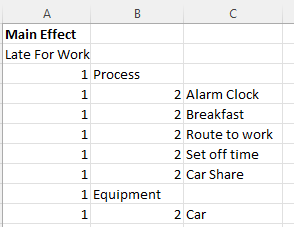 A B C
Main Effect
Late For Work
1 Process
1 2 Alarm Clock
1 2 Breakfast
1 2 Route to work
1 2 Set off time
1 2 Car Share
1 Equipment
1 2 Car